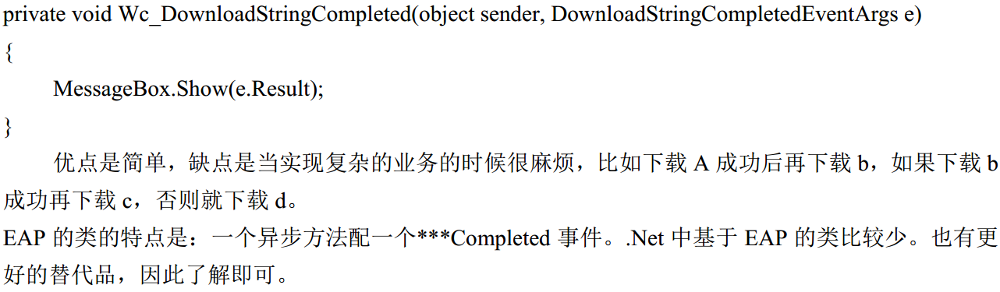 private void Wc_DownloadStringCompleted(object sender, DownloadStringCompletedEventArgs e)
{
MessageBox.Show(e.Result);
}
优点是简单，缺点是当实现复杂的业务的时候很麻烦，比如下载 A 成功后再下载 b，如果下载 b
成功再下载 c，否则就下载 d。
EAP 的类的特点是：一个异步方法配一个***Completed 事件。.Net 中基于 EAP 的类比较少。也有更
好的替代品，因此了解即可。